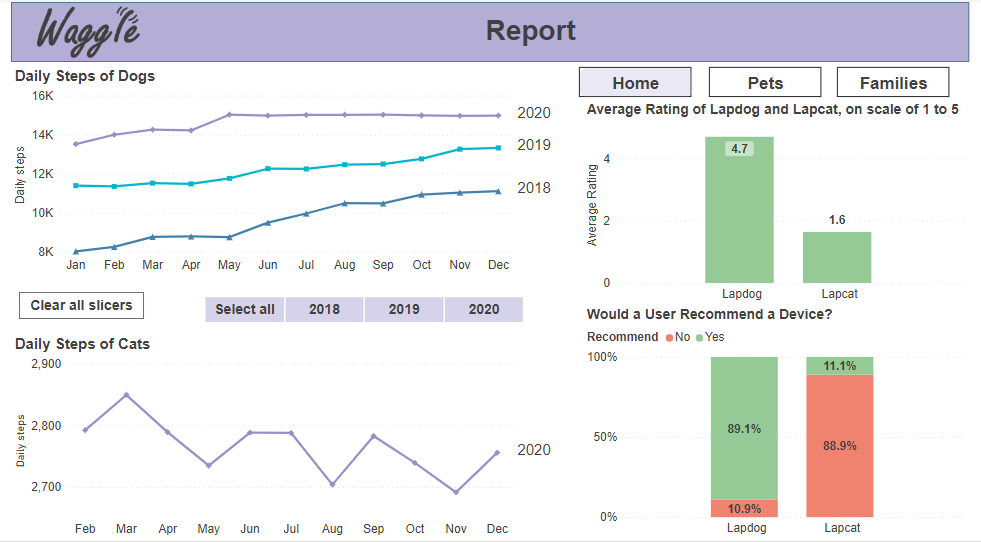 Waggle
Report
Daily Steps of Dogs
16K
14K
12K
10K
8K
Daily steps
2020
2019
2018
Jan Feb Mar Apr May Jun Jul Aug Sep Oct Nov Dec
Clear all slicers
Select all 2018 2019 2020
Daily Steps of Cats
2,900
2,800
2,700
Daily steps
2020
Feb Mar Apr May Jun Jul Aug Sep Oct Nov Dec
Home Pets Families
Average Rating of Lapdog and Lapcat, on scale of 1 to 5
4
2
0
Average Rating
4.7
1.6
Lapdog Lapcat
Would a User Recommend a Device?
Recommend No Yes
100%
50%
0%
11.1%
89.1%
88.9%
10.9%
Lapdog Lapcat